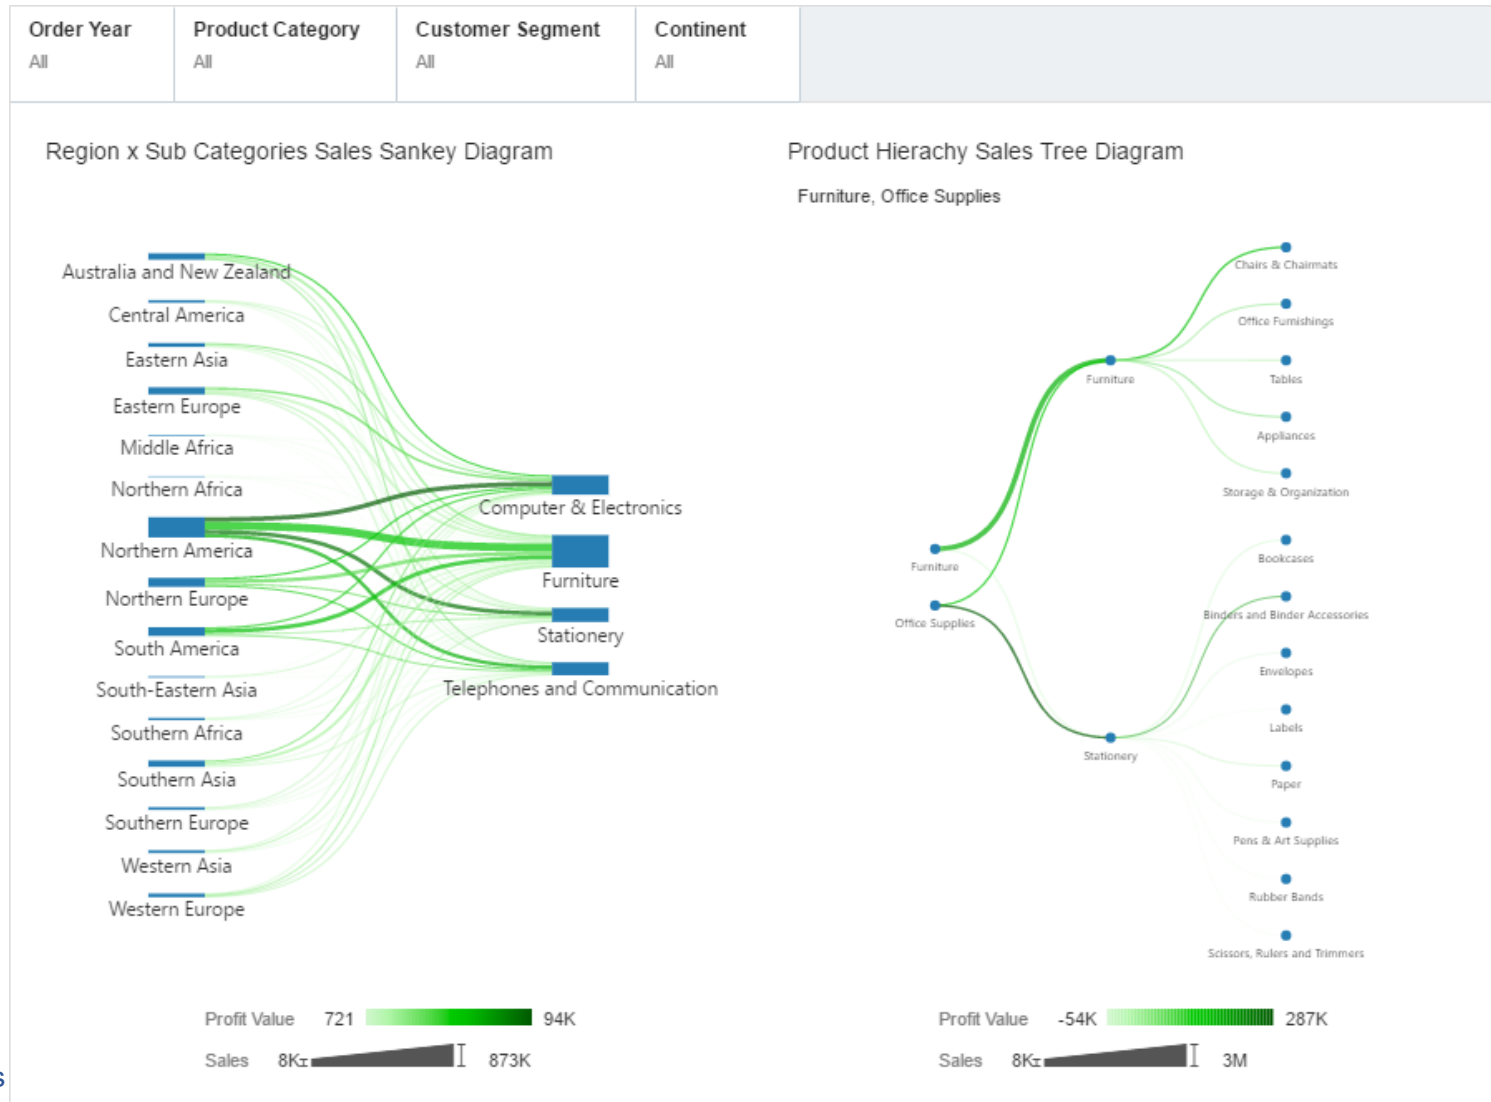 Order Year
All
Product Category
All
Customer Segment
All
Continent
All
Region x Sub Categories Sales Sankey Diagram
Australia and New Zealand
Central America
Eastern Asia
Eastern Europe
Middle Africa
Northern Africa
Northern America
Northern Europe
South America
South-Eastern Asia
Southern Africa
Southern Asia
Southern Europe
Western Asia
Western Europe
Computer & Electronics
Furniture
Stationery
Telephones and Communication
Profit Value 721 94K
Sales 8K 873K
Product Hierachy Sales Tree Diagram
Furniture, Office Supplies
Furniture
Office Supplies
Furniture
Stationery
Chairs & Chairmats
Office Furnishings
Tables
Appliances
Storage & Organization
Bookcases
Binders and Binder Accessories
Envelopes
Labels
Paper
Pens & Art Supplies
Rubber Bands
Scissors, Rulers and Trimmers
Profit Value -54K 287K
Sales 8K 3M
s